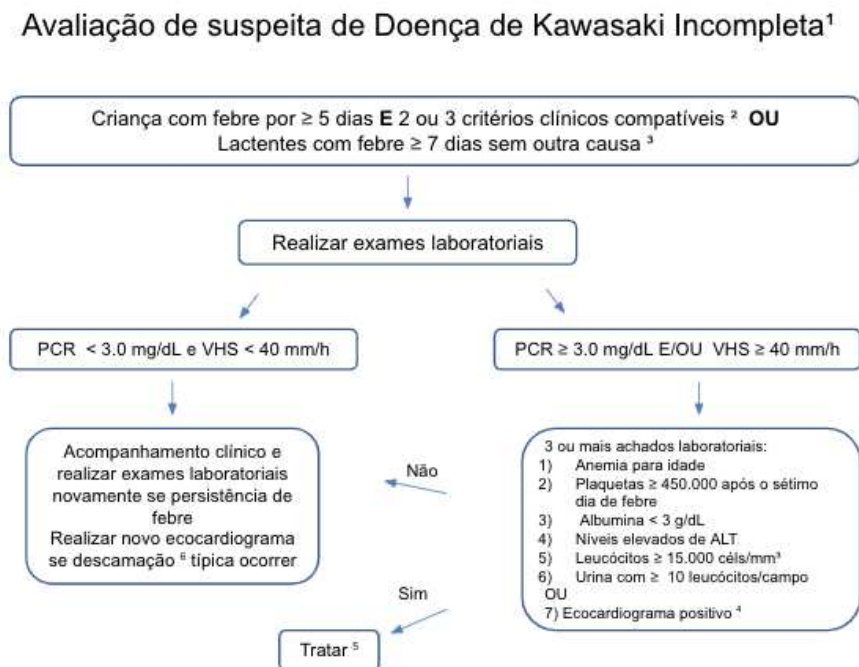 Avaliação de suspeita de Doença de Kawasaki Incompleta¹
Criança com febre por ≥ 5 dias E 2 ou 3 critérios clínicos compatíveis ² OU
Lactentes com febre ≥ 7 dias sem outra causa ³
Realizar exames laboratoriais
PCR < 3.0 mg/dL e VHS < 40 mm/h
PCR ≥ 3.0 mg/dL E/OU VHS ≥ 40 mm/h
Acompanhamento clínico e
realizar exames laboratoriais
novamente se persistência de
febre
Realizar novo ecocardiograma
se descamação ⁶ típica ocorrer
Não
3 ou mais achados laboratoriais:
1) Anemia para idade
2) Plaquetas ≥ 450.000 após o sétimo
dia de febre
3) Albumina < 3 g/dL
4) Níveis elevados de ALT
5) Leucócitos ≥ 15.000 céls/mm³
6) Urina com ≥ 10 leucócitos/campo
OU
7) Ecocardiograma positivo ⁴
Sim
Tratar ⁵